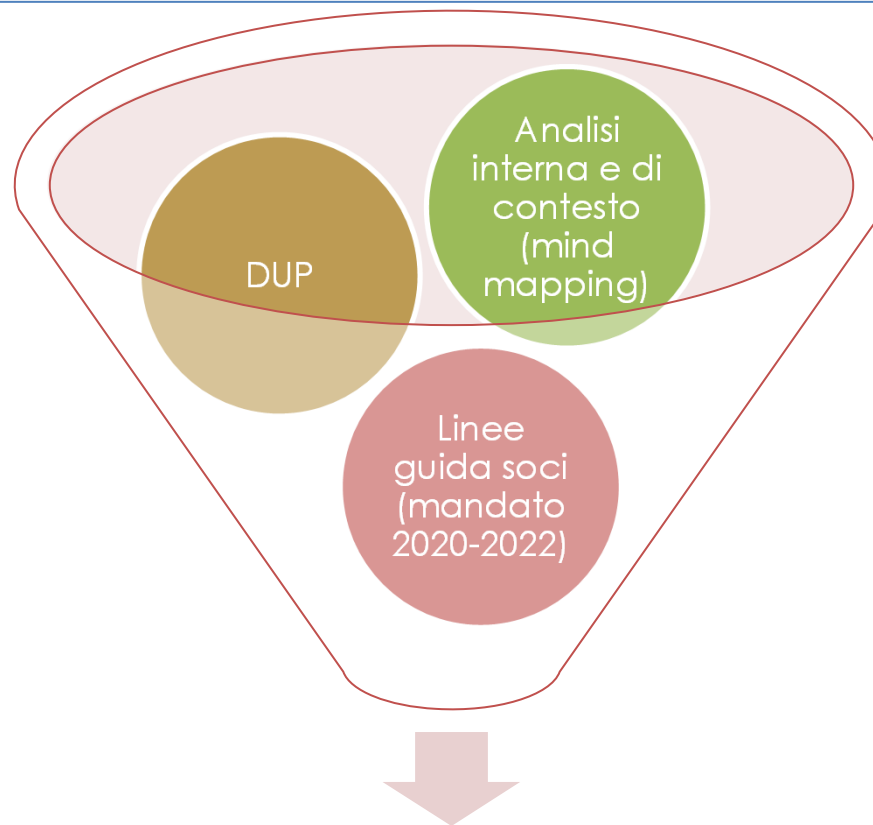 Analisi
interna e di
contesto
(mind
mapping)
DUP
Linee
guida soci
(mandato
2020-2022)